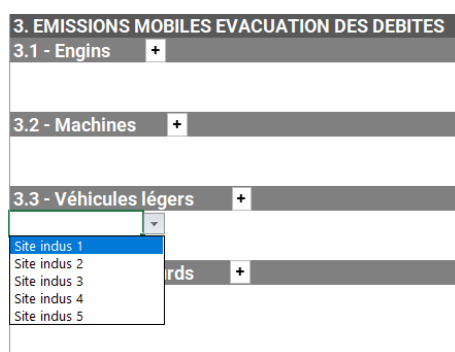 3. EMISSIONS MOBILES EVACUATION DES DEBITES
3.1 - Engins +
3.2 - Machines +
3.3 - Véhicules légers +
Site indus 1
Site indus 2
rds +
Site indus 3
Site indus 4
Site indus 5